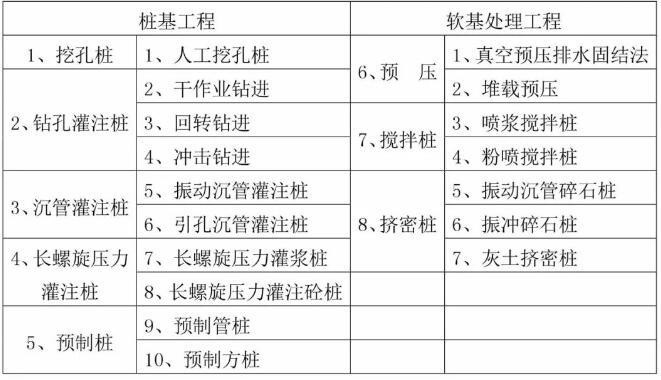 桩基工程 软基处理工程
1、挖孔桩 1、人工挖孔桩 6、预 压 1、真空预压排水固结法
2、钻孔灌注桩 2、干作业钻进 2、堆载预压
3、回转钻进 7、搅拌桩 3、喷浆搅拌桩
4、冲击钻进 4、粉喷搅拌桩
3、沉管灌注桩 5、振动沉管灌注桩 8、挤密桩 5、振动沉管碎石桩
6、引孔沉管灌注桩 6、振冲碎石桩
4、长螺旋压力 7、长螺旋压力灌浆桩 7、灰土挤密桩
灌注桩 8、长螺旋压力灌注砼桩
5、预制桩 9、预制管桩
10、预制方桩